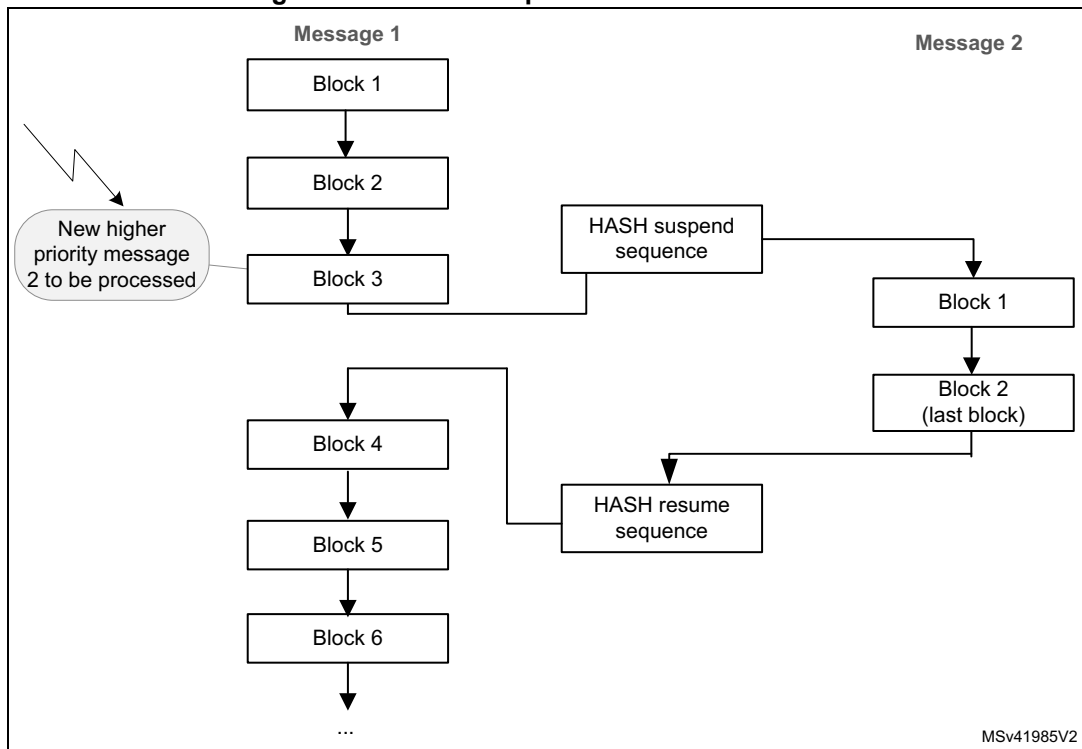 Message 1
Message 2
Block 1
Block 2
New higher
priority message
2 to be processed
Block 3
HASH suspend
sequence
Block 1
Block 2
(last block)
Block 4
HASH resume
sequence
Block 5
Block 6
...
MSv41985V2